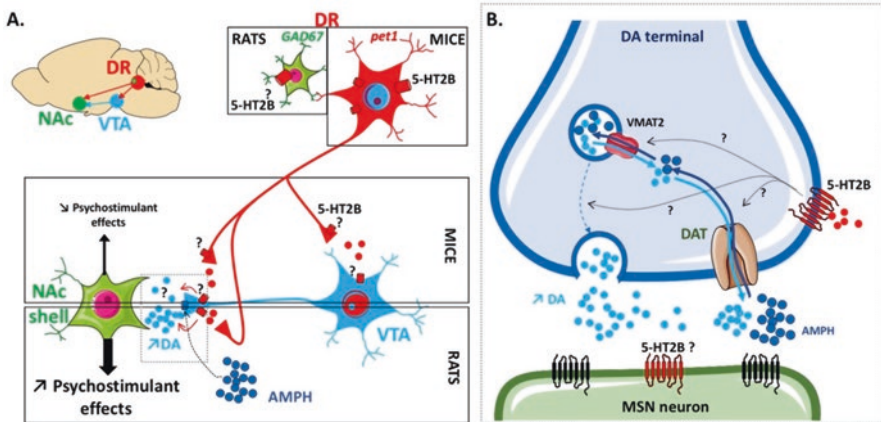 A.
DR
NAc
VTA
DR
RATS
GAD67
?
5-HT2B
pet1
MICE
5-HT2B
↘ Psychostimulant
effects
5-HT2B
?
?
?
?
?
?
NAc
shell
↗DA
VTA
MICE
RATS
↗ Psychostimulant
effects
AMPH
B.
DA terminal
VMAT2
?
5-HT2B
?
?
DAT
↗ DA
AMPH
5-HT2B ?
MSN neuron